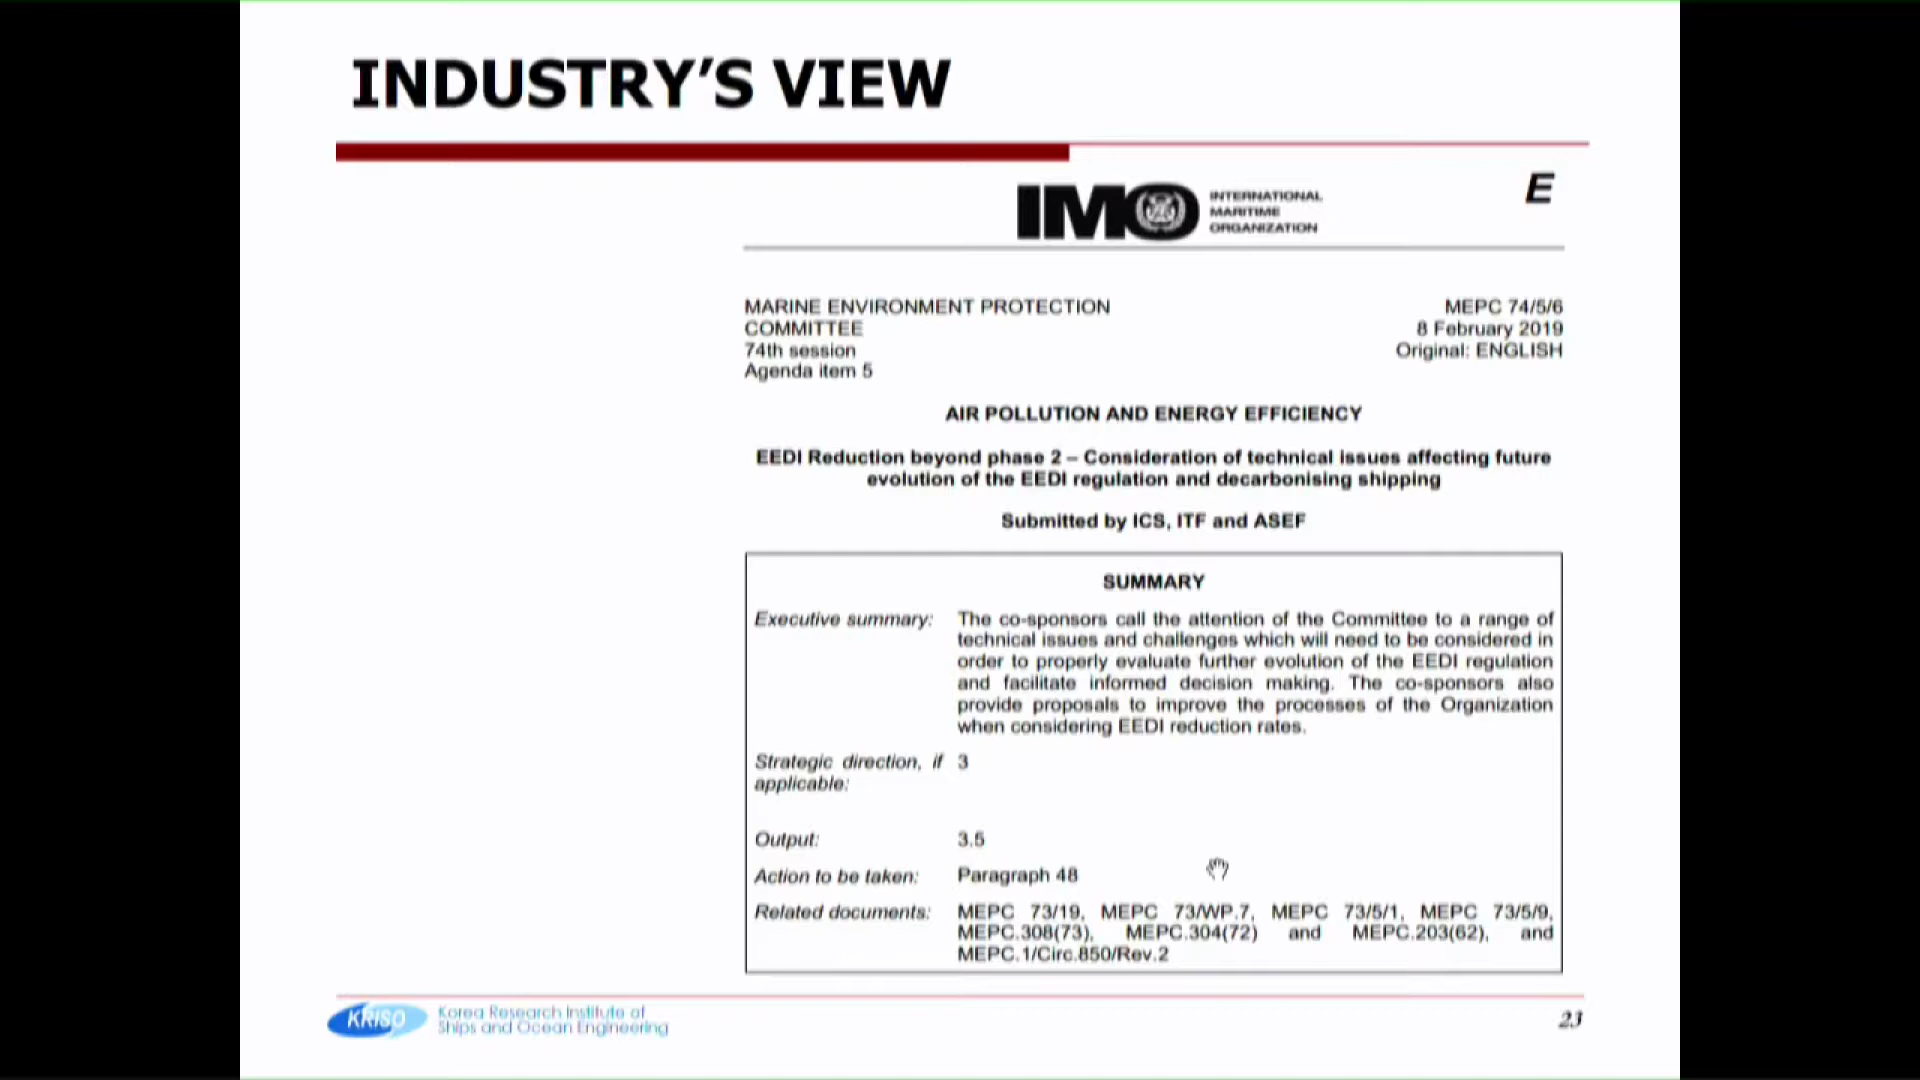 INDUSTRY'S VIEW
IMO
INTERNATIONAL
MARITIME
ORGANIZATION
E
MARINE ENVIRONMENT PROTECTION
COMMITTEE
74th session
Agenda item 5
MEPC 74/5/6
8 February 2019
Original: ENGLISH
AIR POLLUTION AND ENERGY EFFICIENCY
EEDI Reduction beyond phase 2 – Consideration of technical issues affecting future
evolution of the EEDI regulation and decarbonising shipping
Submitted by ICS, ITF and ASEF
SUMMARY
Executive summary: The co-sponsors call the attention of the Committee to a range of
technical issues and challenges which will need to be considered in
order to properly evaluate further evolution of the EEDI regulation
and facilitate informed decision making. The co-sponsors also
provide proposals to improve the processes of the Organization
when considering EEDI reduction rates.
Strategic direction, if 3
applicable:
Output: 3.5
Action to be taken: Paragraph 48
Related documents: MEPC 73/19, MEPC 73/WP.7, MEPC 73/5/1, MEPC 73/5/9,
MEPC.308(73), MEPC.304(72) and MEPC.203(62), and
MEPC.1/Circ.850/Rev.2
KRISO
Korea Research Institute of
Ships and Ocean Engineering
23